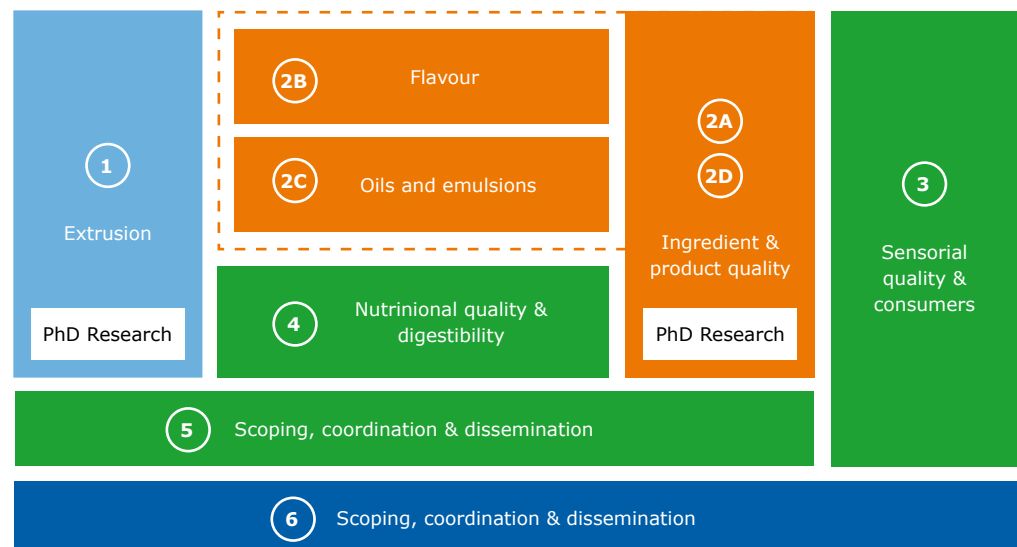 1
Extrusion
PhD Research
2B
Flavour
2C
Oils and emulsions
4
Nutrinional quality &
digestibility
2A
2D
Ingredient &
product quality
PhD Research
3
Sensorial
quality &
consumers
5
Scoping, coordination & dissemination
6
Scoping, coordination & dissemination